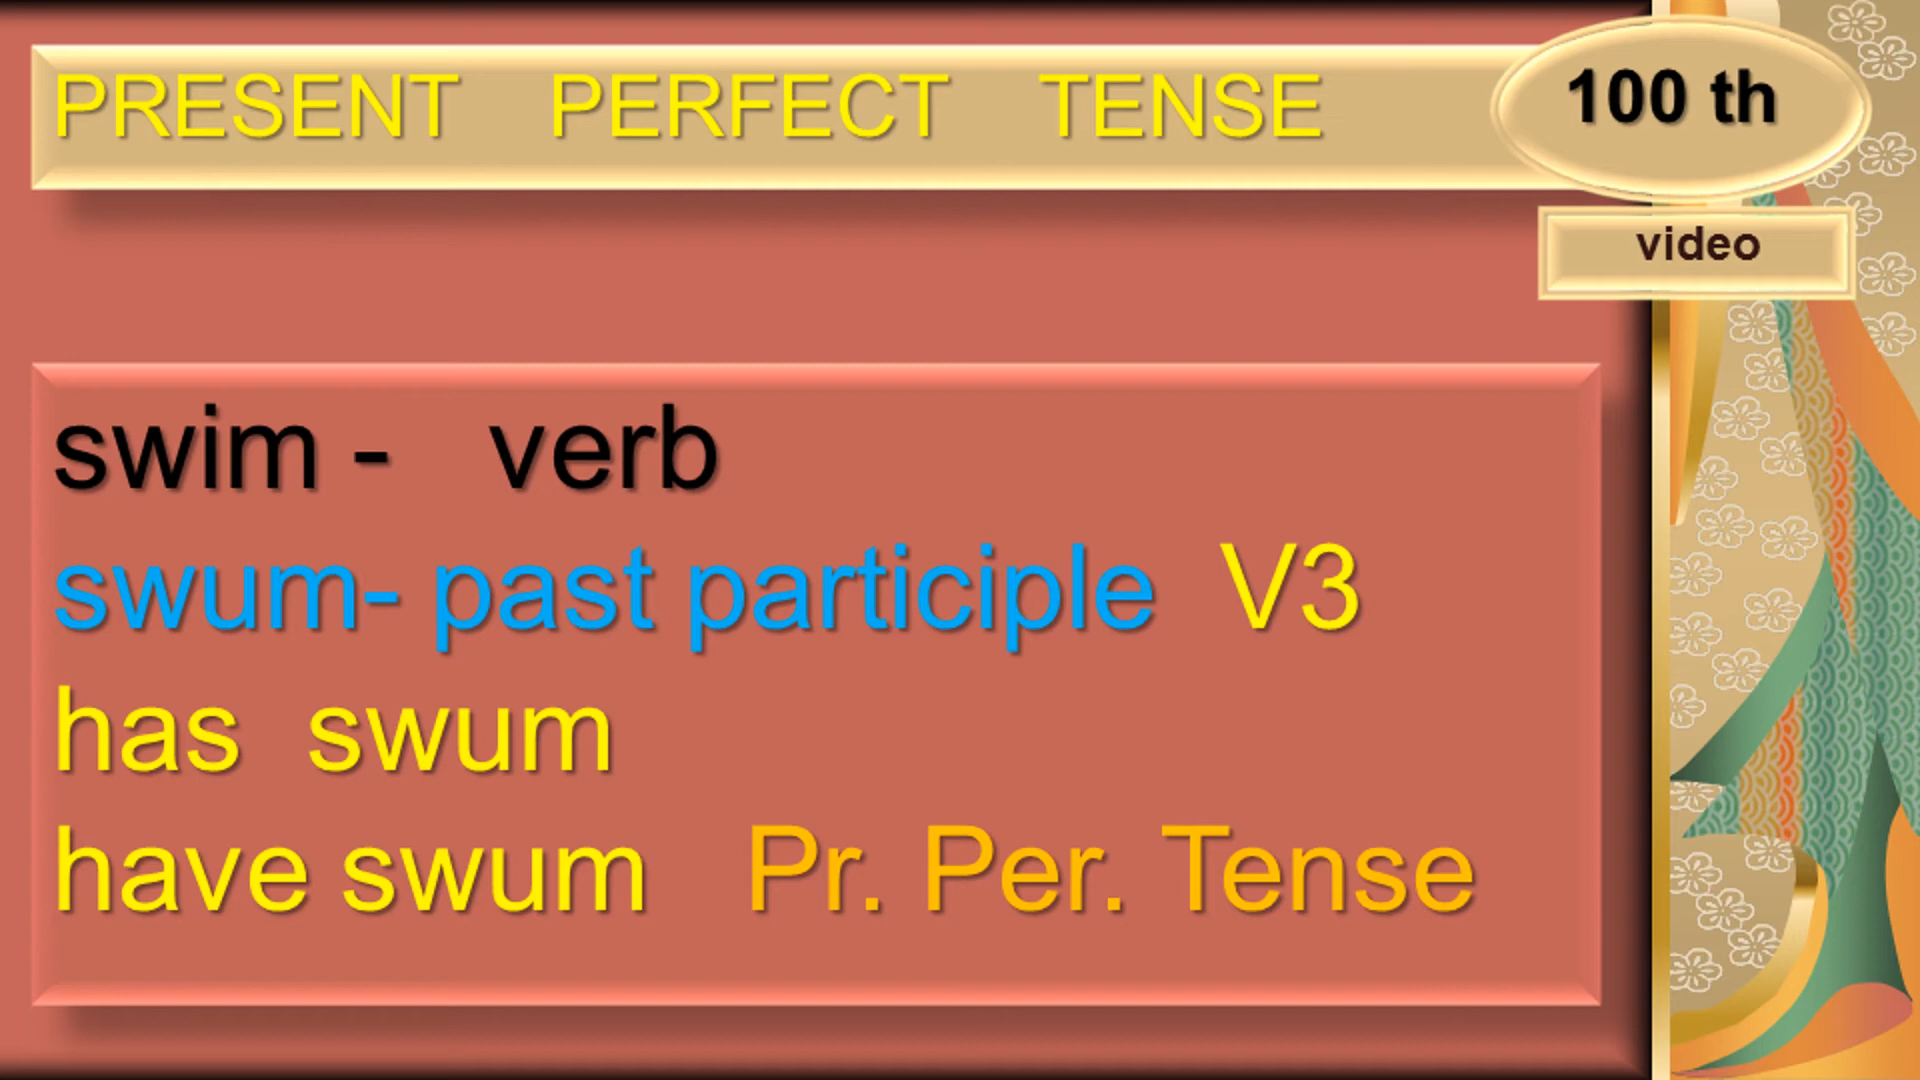 PRESENT PERFECT TENSE
100 th
video
swim - verb
swum- past participle V3
has swum
have swum Pr. Per. Tense